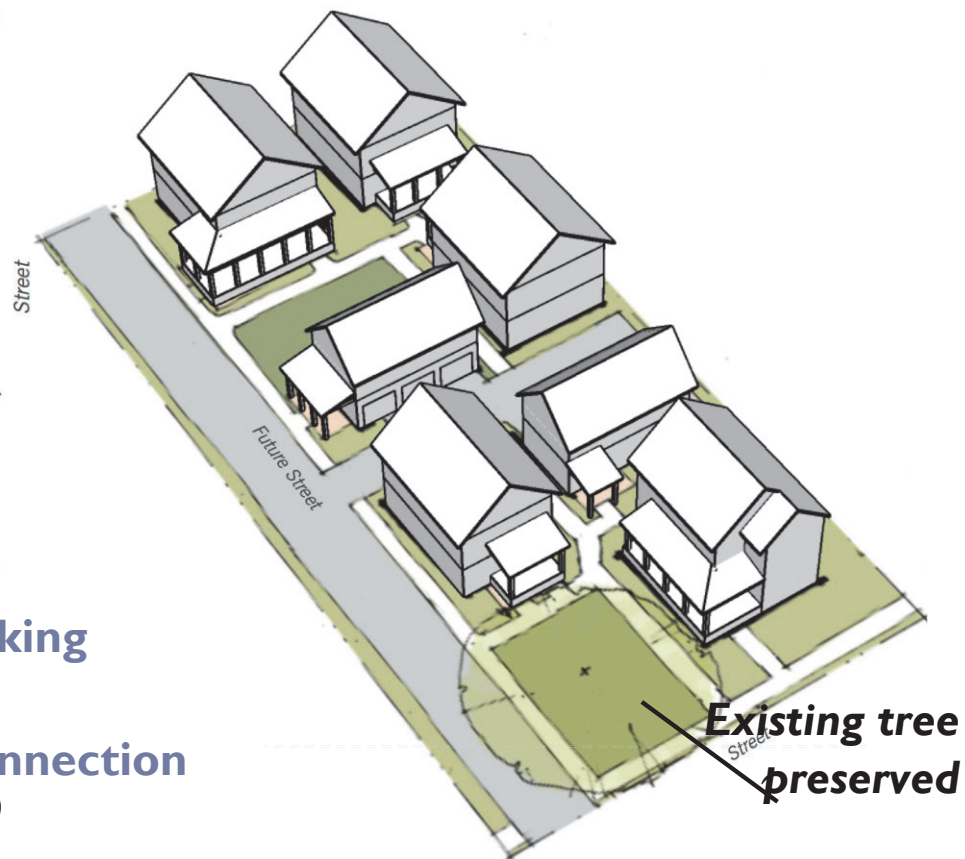 Street
Future Street
king
nnection
)
Existing tree
Street
preserved